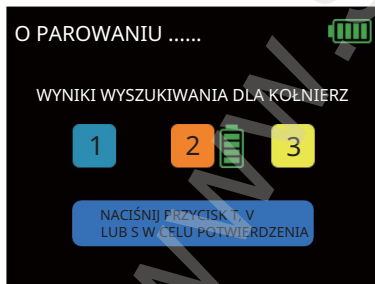 O PAROWANIU ......
WYNIKI WYSZUKIWANIA DLA KOŁNIERZ
1 2 3
NACIŚNIJ PRZYCISK T, V
LUB S W CELU POTWIERDZENIA